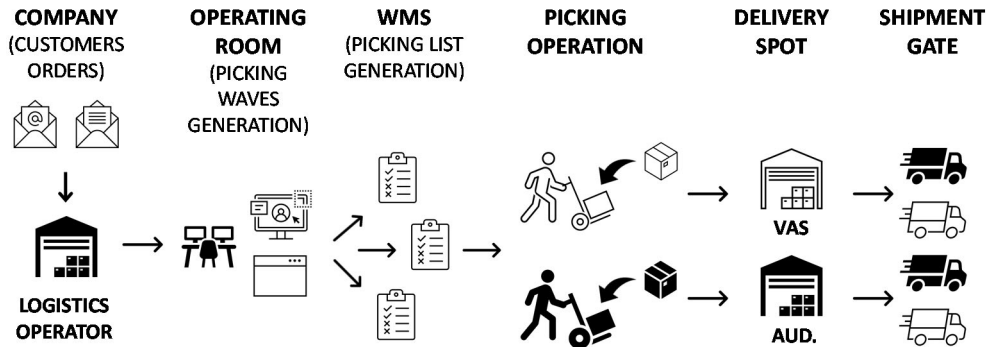 COMPANY
(CUSTOMERS
ORDERS)
OPERATING
ROOM
(PICKING
WAVES
GENERATION)
WMS
(PICKING LIST
GENERATION)
PICKING
OPERATION
DELIVERY
SPOT
SHIPMENT
GATE
@
LOGISTICS
OPERATOR
VAS
AUD.